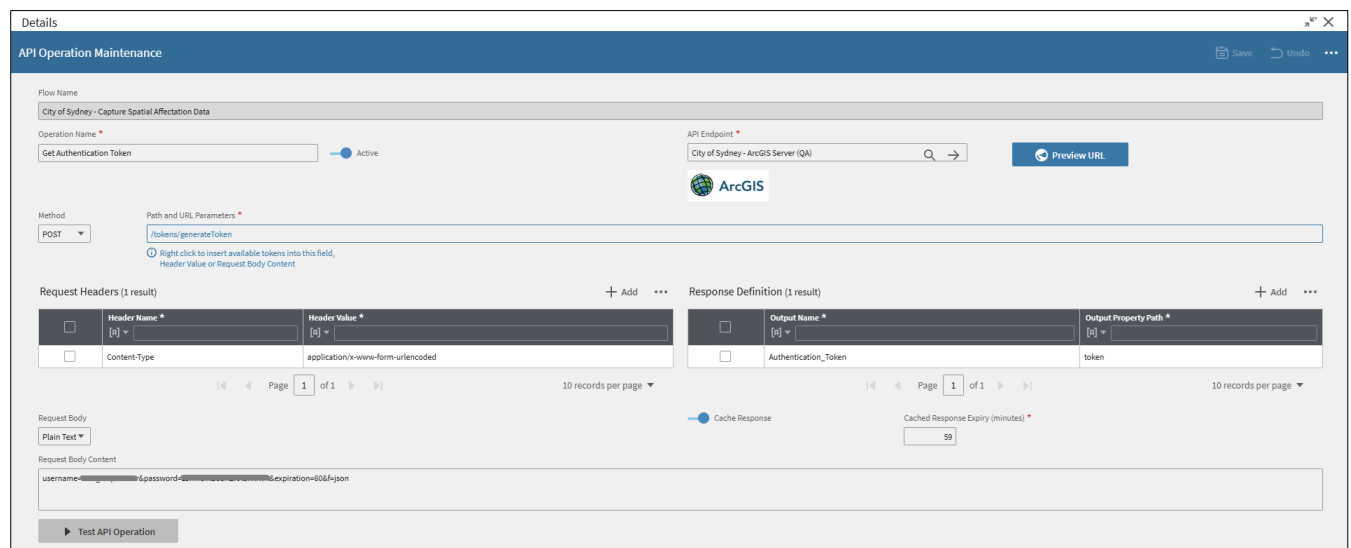 Details
API Operation Maintenance
Save Undo
Flow Name
City of Sydney - Capture Spatial Affectation Data
Operation Name *
API Endpoint *
Get Authentication Token
Active
City of Sydney - ArcGIS Server (QA)
Preview URL
ArcGIS
Method
Path and URL Parameters *
POST
/tokens/generateToken
Right click to insert available tokens into this field,
Header Value or Request Body Content
Request Headers (1 result)
+ Add
Response Definition (1 result)
+ Add
Header Name *
Header Value *
Output Name *
Output Property Path *
Content-Type
application/x-www-form-urlencoded
Authentication_Token
token
Page 1 of 1
10 records per page
Page 1 of 1
10 records per page
Request Body
Cache Response
Cached Response Expiry (minutes) *
Plain Text
59
Request Body Content
username= &password= &expiration=60&f=json
Test API Operation